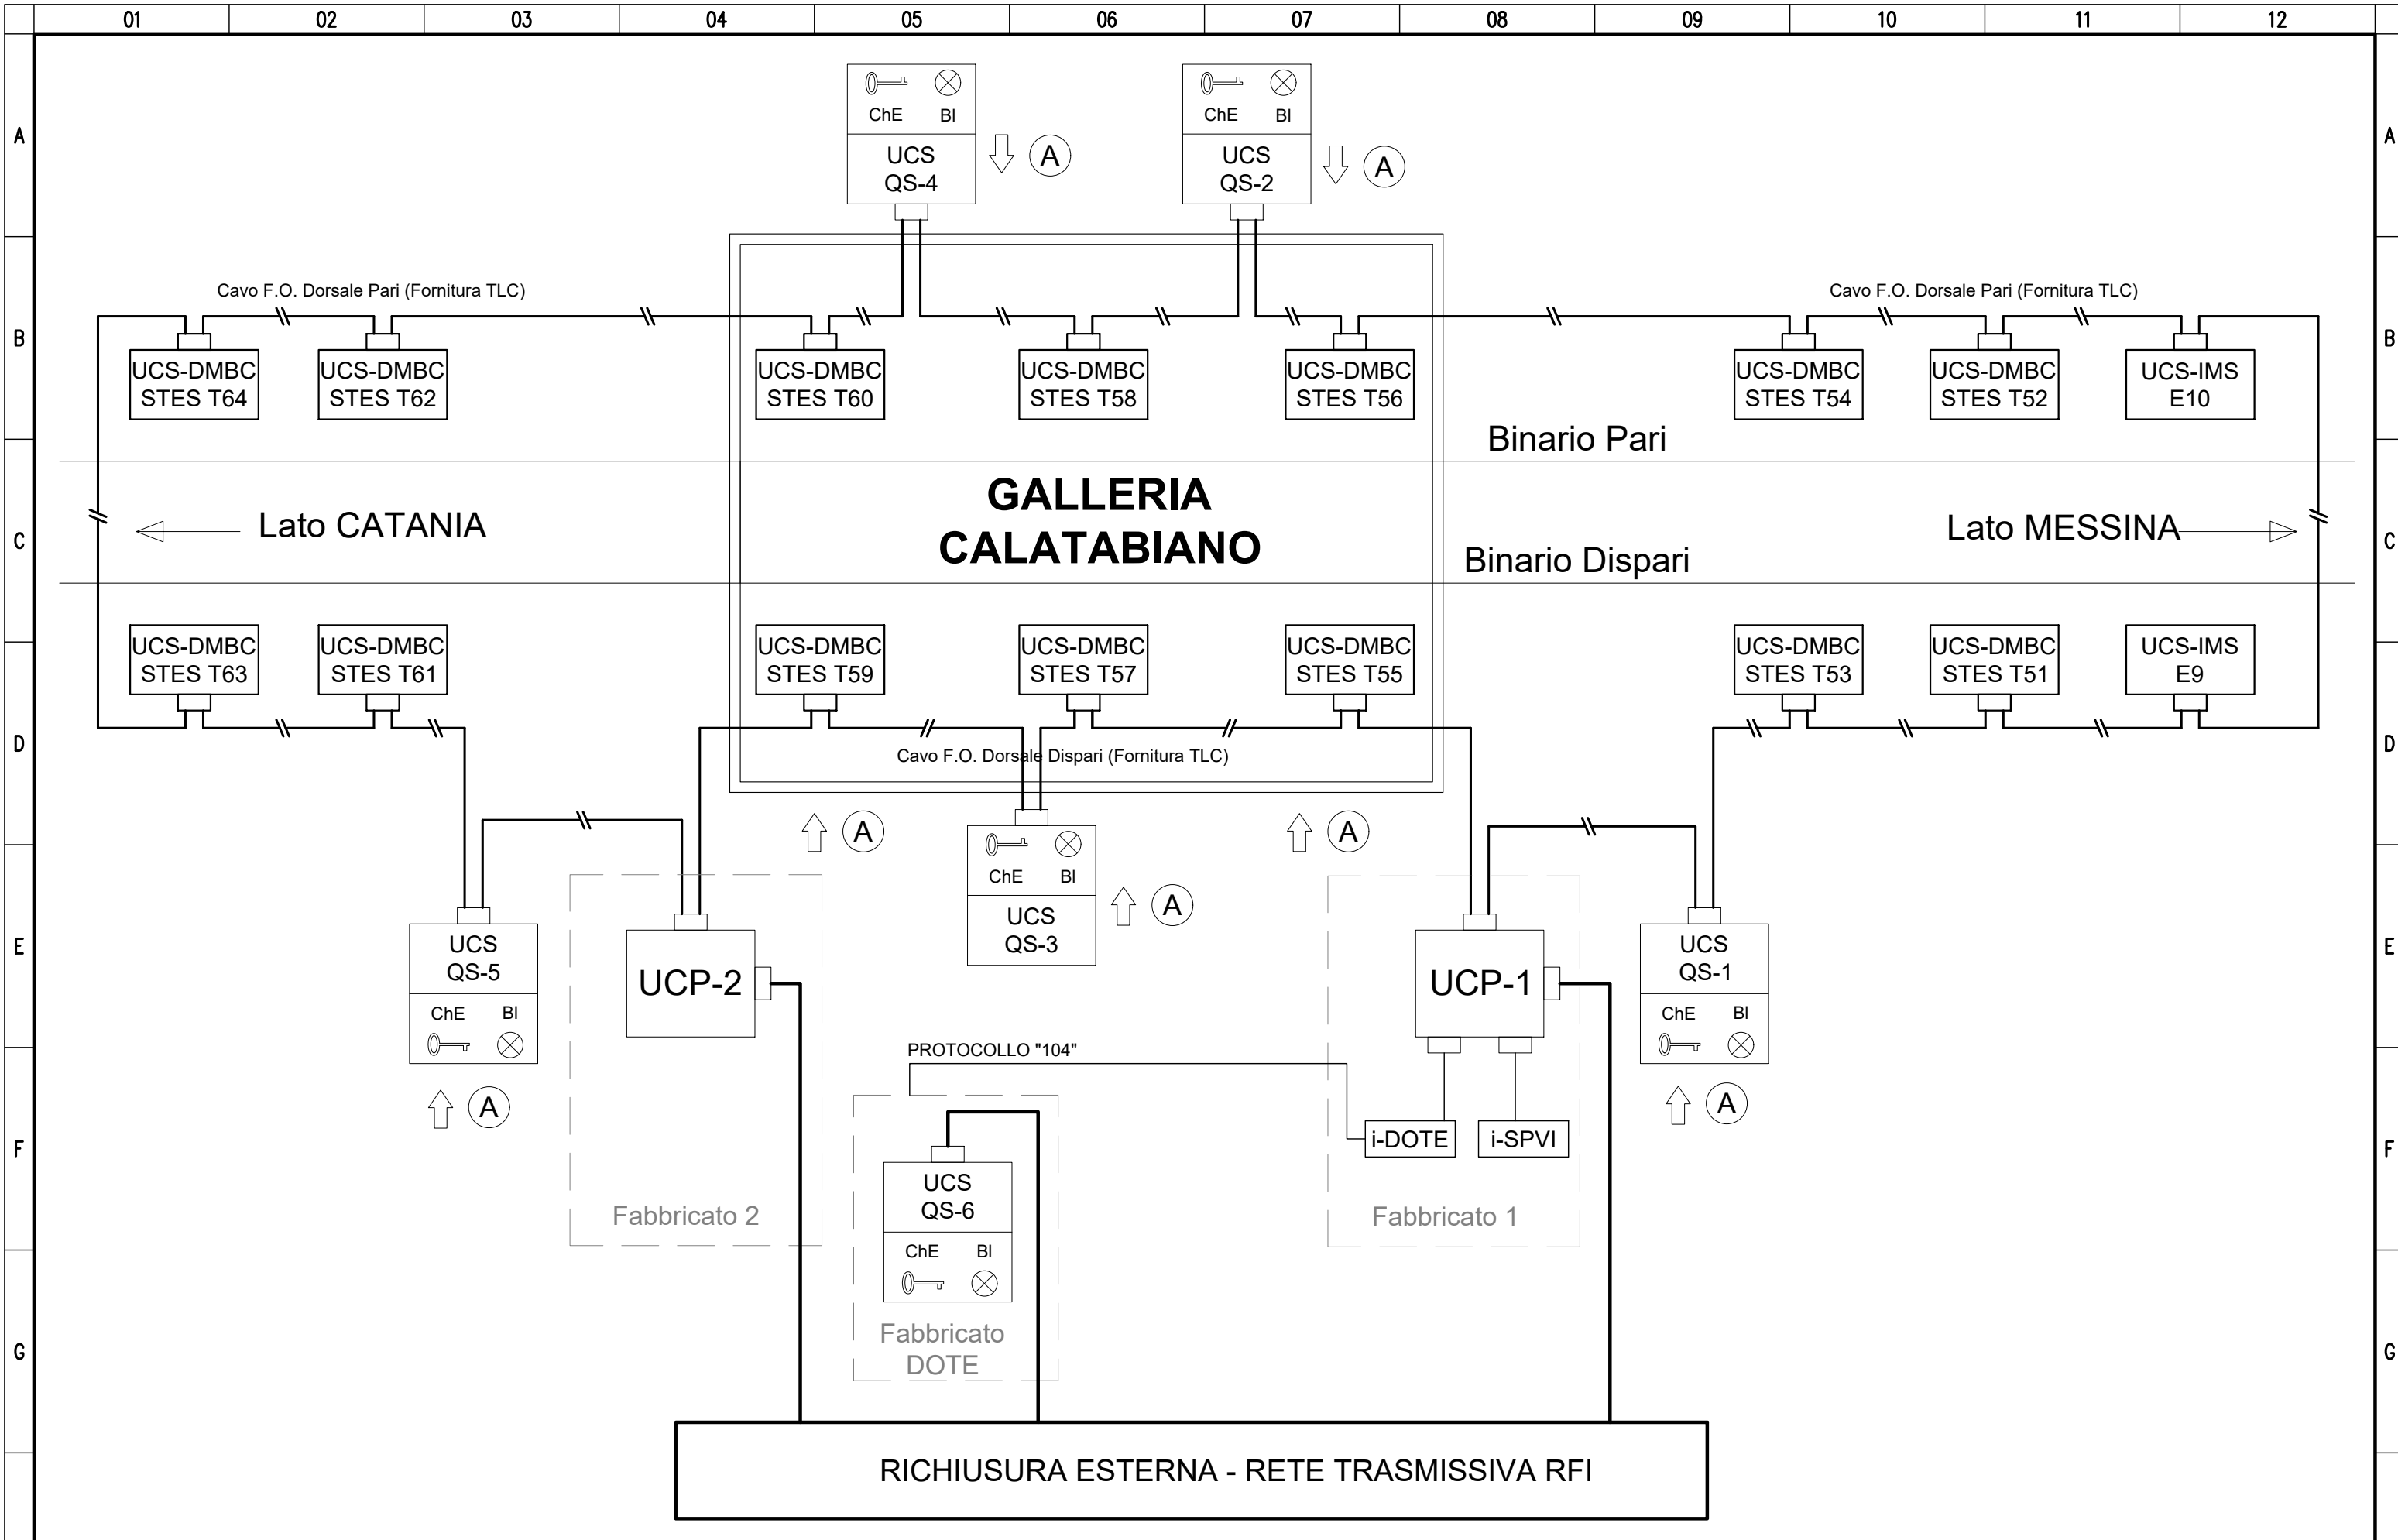 01 02 03 04 05 06 07 08 09 10 11 12
ChE BI
ChE BI
A
A
UCS
QS-4
A
UCS
QS-2
A
Cavo F.O. Dorsale Pari (Fornitura TLC)
Cavo F.O. Dorsale Pari (Fornitura TLC)
B
B
UCS-DMBC
STES T64
UCS-DMBC
STES T62
UCS-DMBC
STES T60
UCS-DMBC
STES T58
UCS-DMBC
STES T56
UCS-DMBC
STES T54
UCS-DMBC
STES T52
UCS-IMS
E10
Binario Pari
GALLERIA
CALATABIANO
Lato CATANIA
Lato MESSINA
C
C
Binario Dispari
UCS-DMBC
STES T63
UCS-DMBC
STES T61
UCS-DMBC
STES T59
UCS-DMBC
STES T57
UCS-DMBC
STES T55
UCS-DMBC
STES T53
UCS-DMBC
STES T51
UCS-IMS
E9
D
D
Cavo F.O. Dorsale Dispari (Fornitura TLC)
A
A
ChE BI
UCS
QS-3
A
E
E
UCS
QS-5
ChE BI
A
UCP-2
UCP-1
UCS
QS-1
ChE BI
A
PROTOCOLLO "104"
i-DOTE
i-SPVI
F
F
Fabbricato 2
UCS
QS-6
ChE BI
Fabbricato 1
Fabbricato
DOTE
G
G
RICHIUSURA ESTERNA - RETE TRASMISSIVA RFI